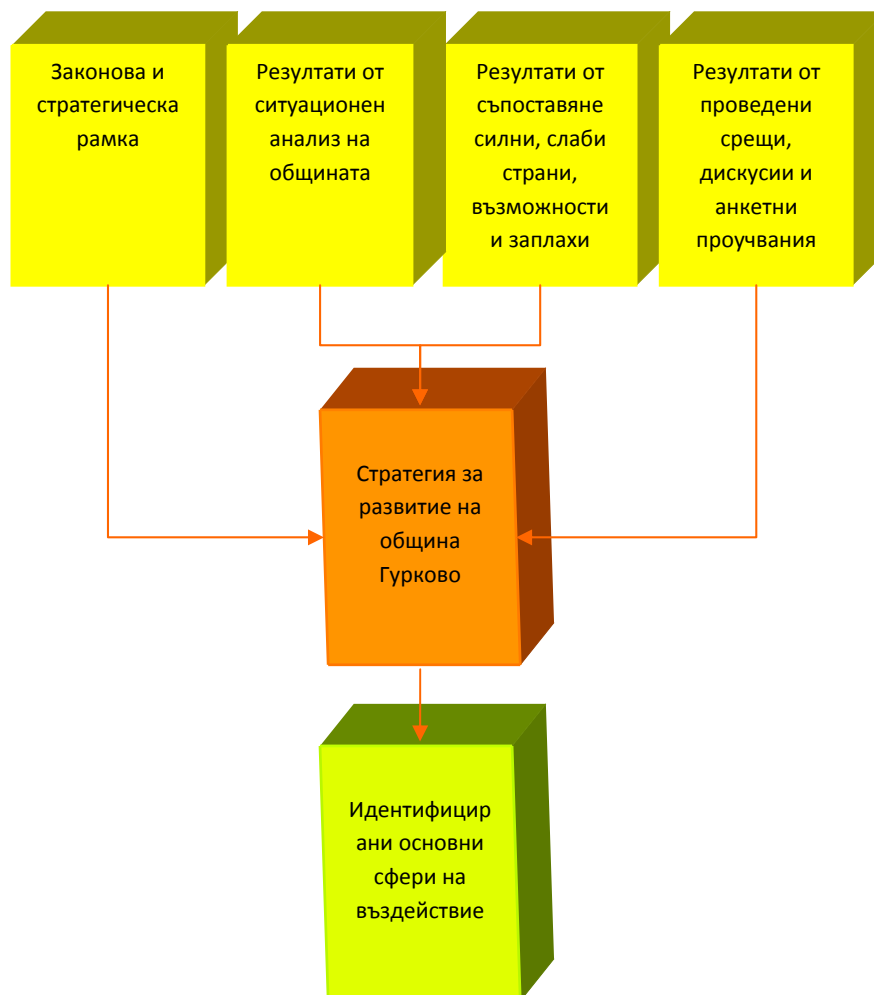 Законова и
стратегическа
рамка
Резултати от
ситуационен
анализ на
общината
Резултати от
съпоставяне
силни, слаби
страни,
възможности
и заплахи
Резултати от
проведени
срещи,
дискусии и
анкетни
проучвания
Стратегия за
развитие на
община
Гурково
Идентифицир
ани основни
сфери на
въздействие